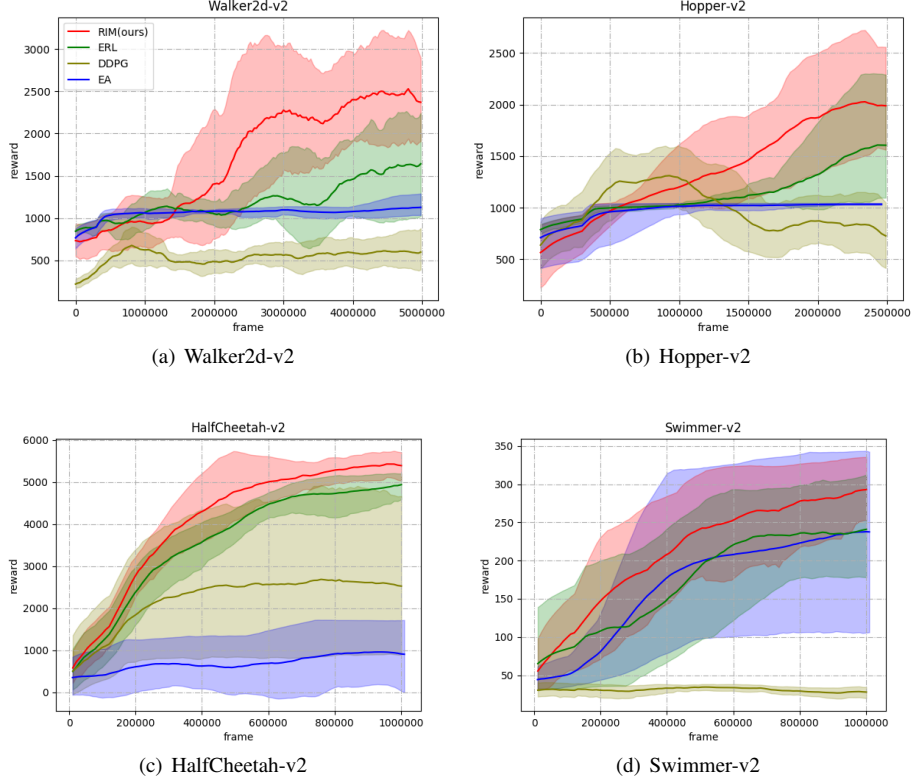 Walker2d-v2
RIM(ours)
ERL
DDPG
EA
3000
2500
2000
1500
1000
500
reward
0 1000000 2000000 3000000 4000000 5000000
frame
(a) Walker2d-v2
Hopper-v2
2500
2000
1500
1000
500
reward
0 500000 1000000 1500000 2000000 2500000
frame
(b) Hopper-v2
HalfCheetah-v2
6000
5000
4000
3000
2000
1000
0
reward
0 200000 400000 600000 800000 1000000
frame
(c) HalfCheetah-v2
Swimmer-v2
350
300
250
200
150
100
50
reward
0 200000 400000 600000 800000 1000000
frame
(d) Swimmer-v2